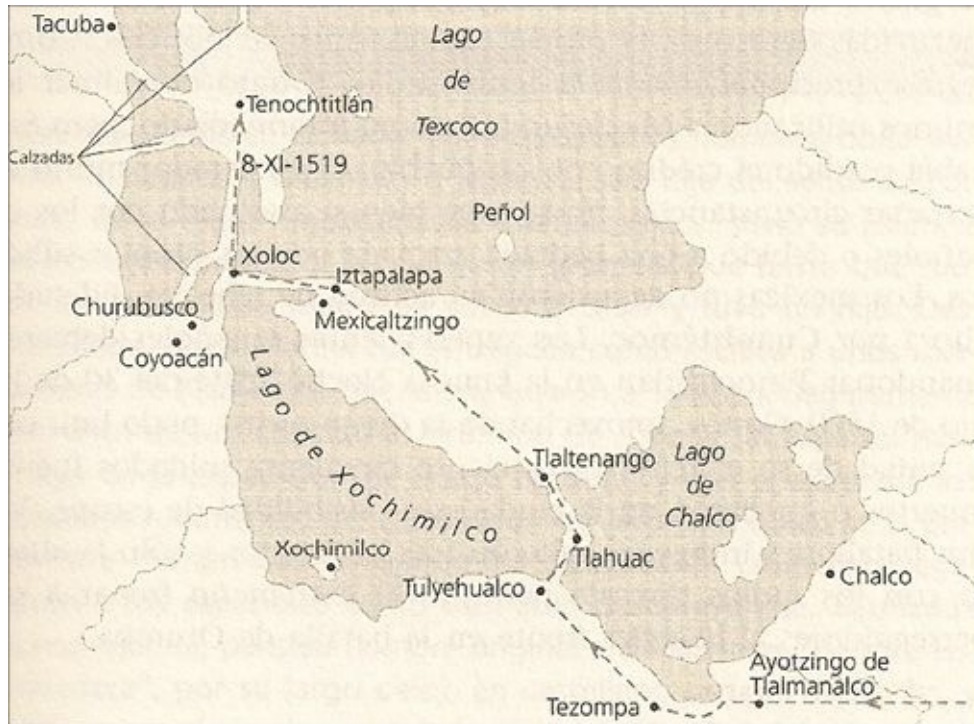 Tacuba
Lago
de
Texcoco
Tenochtitlán
Calzadas
8-XI-1519
Peñol
Xoloc
Iztapalapa
Churubusco
Mexicaltzingo
Coyoacán
Lago de Xochimilco
Tlaltenango
Lago
de
Chalco
Xochimilco
Tlahuac
Tulyehualco
Chalco
Ayotzingo de
Tlalmanalco
Tezompa